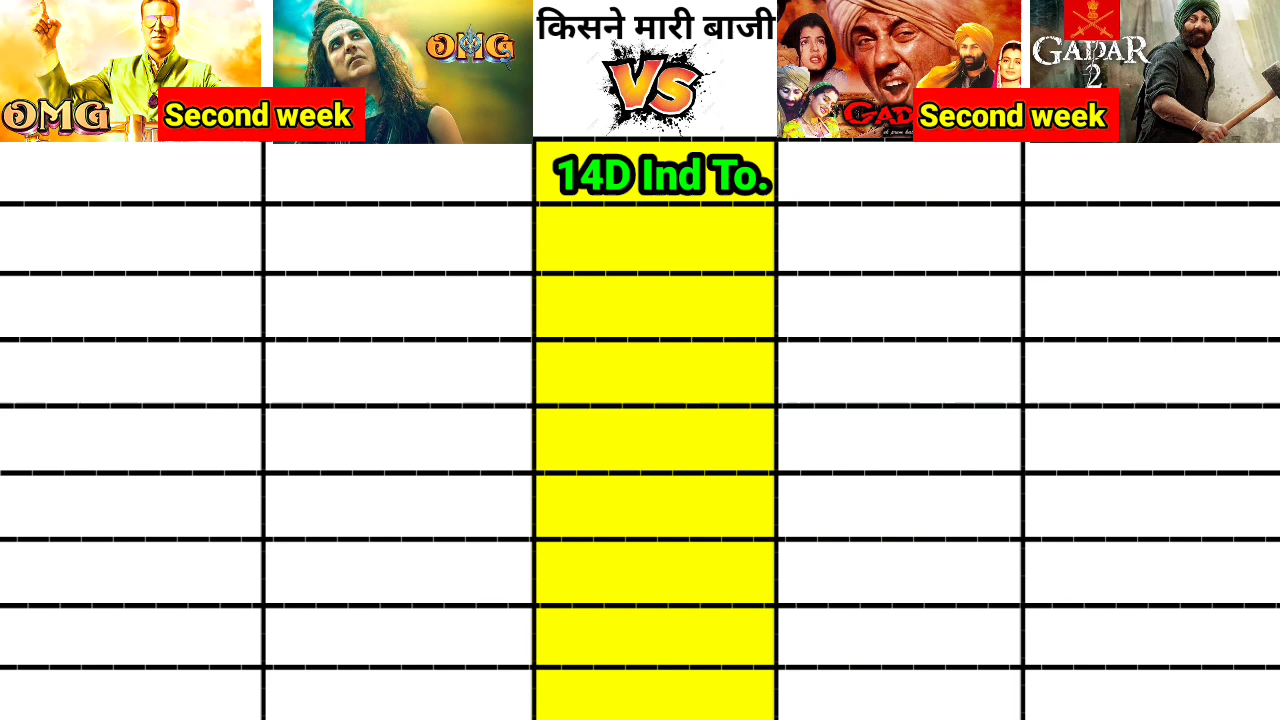 किसने मारी बाजी
VS
OMG
Second week
OMG
GAD
Second week
GADAR
2
14D Ind To.